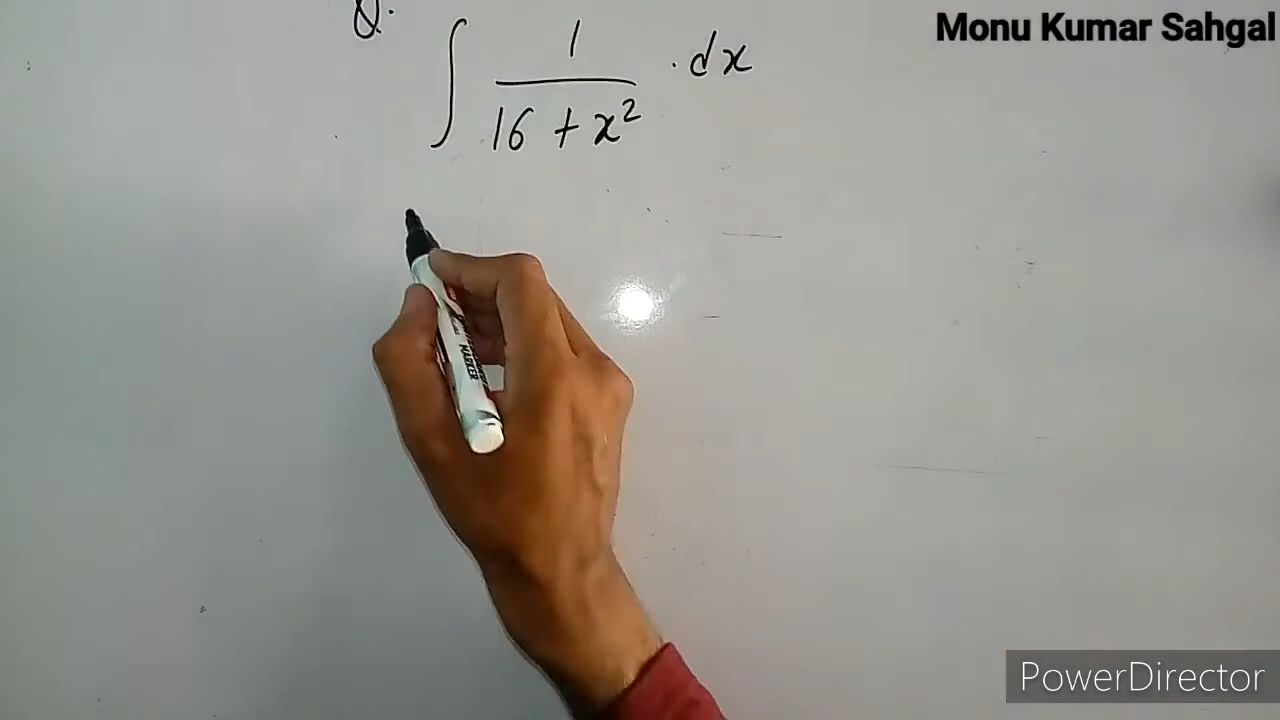 Monu Kumar Sahgal
Q.
∫ 1/(16 + x²) · dx
MARKER
PowerDirector